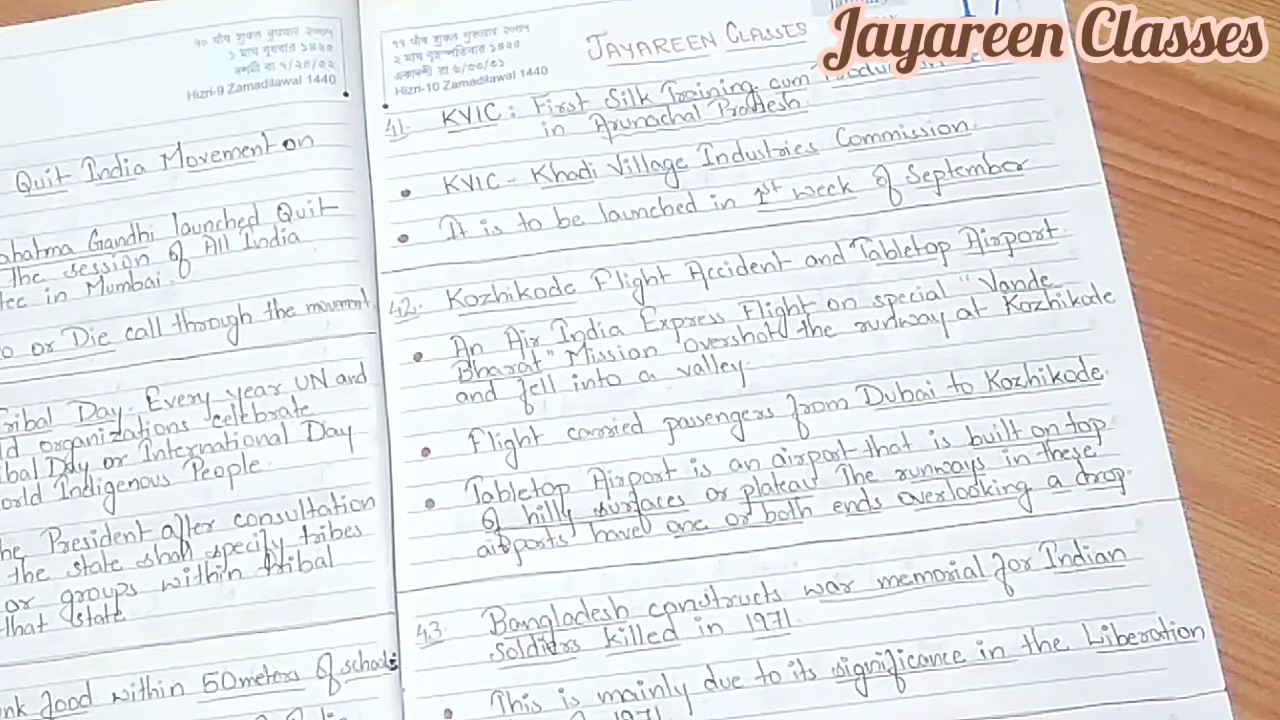 Jayareen Classes
Hizri-9 Zamadilawal 1440
Quit India Movement on
ahatma Gandhi launched Quit
the session of All India
tee in Mumbai.
o or Die call through the movement.
ribal Day. Every year UN and
ld organizations celebrate
bal Day or International Day
orld Indigenous People.
he President after consultation
the state shall specify tribes
or groups within tribal
that state.
nk food within 50meters of schools
Hizri-10 Zamadilawal 1440
JAYAREEN CLASSES
41. KVIC : First Silk Training cum
in Arunachal Pradesh.
• KVIC - Khadi Village Industries Commission.
• It is to be launched in 1st week of September
42. Kozhikode Flight Accident and Tabletop Airport.
• An Air India Express Flight on special "Vande
Bharat" Mission overshot the runway at Kozhikode
and fell into a valley.
• Flight carried passengers from Dubai to Kozhikode.
• Tabletop Airport is an airport that is built on top
of hilly surfaces or plateau. The runways in these
airports have one or both ends overlooking a drop.
43. Bangladesh constructs war memorial for Indian
soldiers killed in 1971.
• This is mainly due to its significance in the Liberation
1971